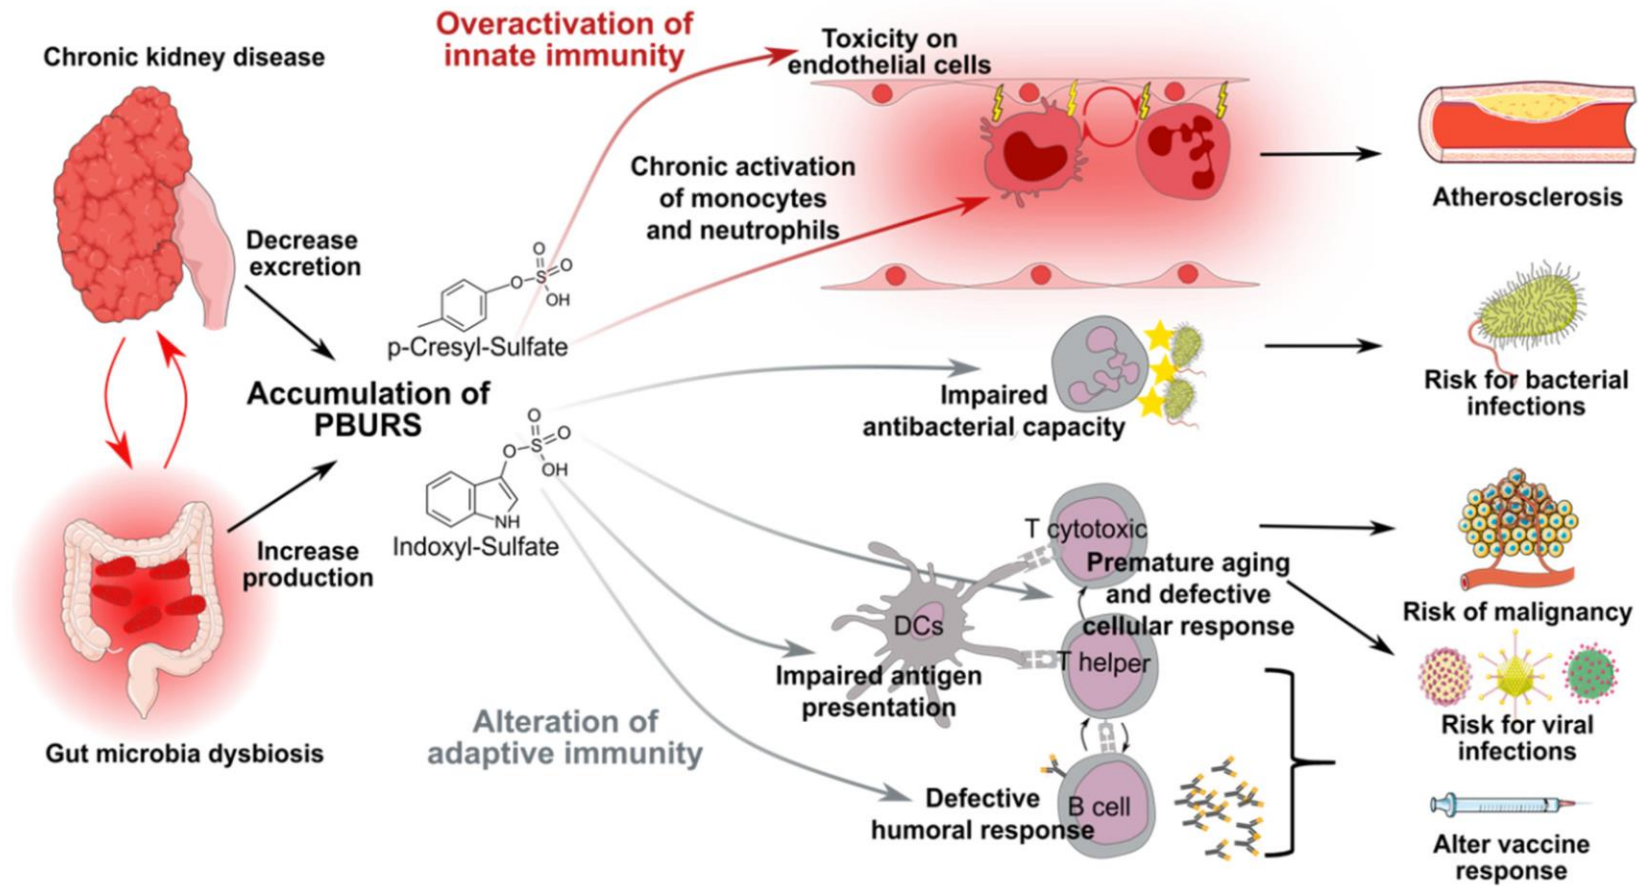 Chronic kidney disease
Decrease
excretion
Accumulation of
PBURS
Increase
production
Gut microbia dysbiosis
Overactivation of
innate immunity
O
O
S
O
OH
p-Cresyl-Sulfate
O
O
S
O
OH
NH
Indoxyl-Sulfate
Alteration of
adaptive immunity
Toxicity on
endothelial cells
Chronic activation
of monocytes
and neutrophils
Impaired
antibacterial capacity
T cytotoxic
Premature aging
and defective
cellular response
DCs
T helper
Impaired antigen
presentation
Defective
humoral response
B cell
Atherosclerosis
Risk for bacterial
infections
Risk of malignancy
Risk for viral
infections
Alter vaccine
response